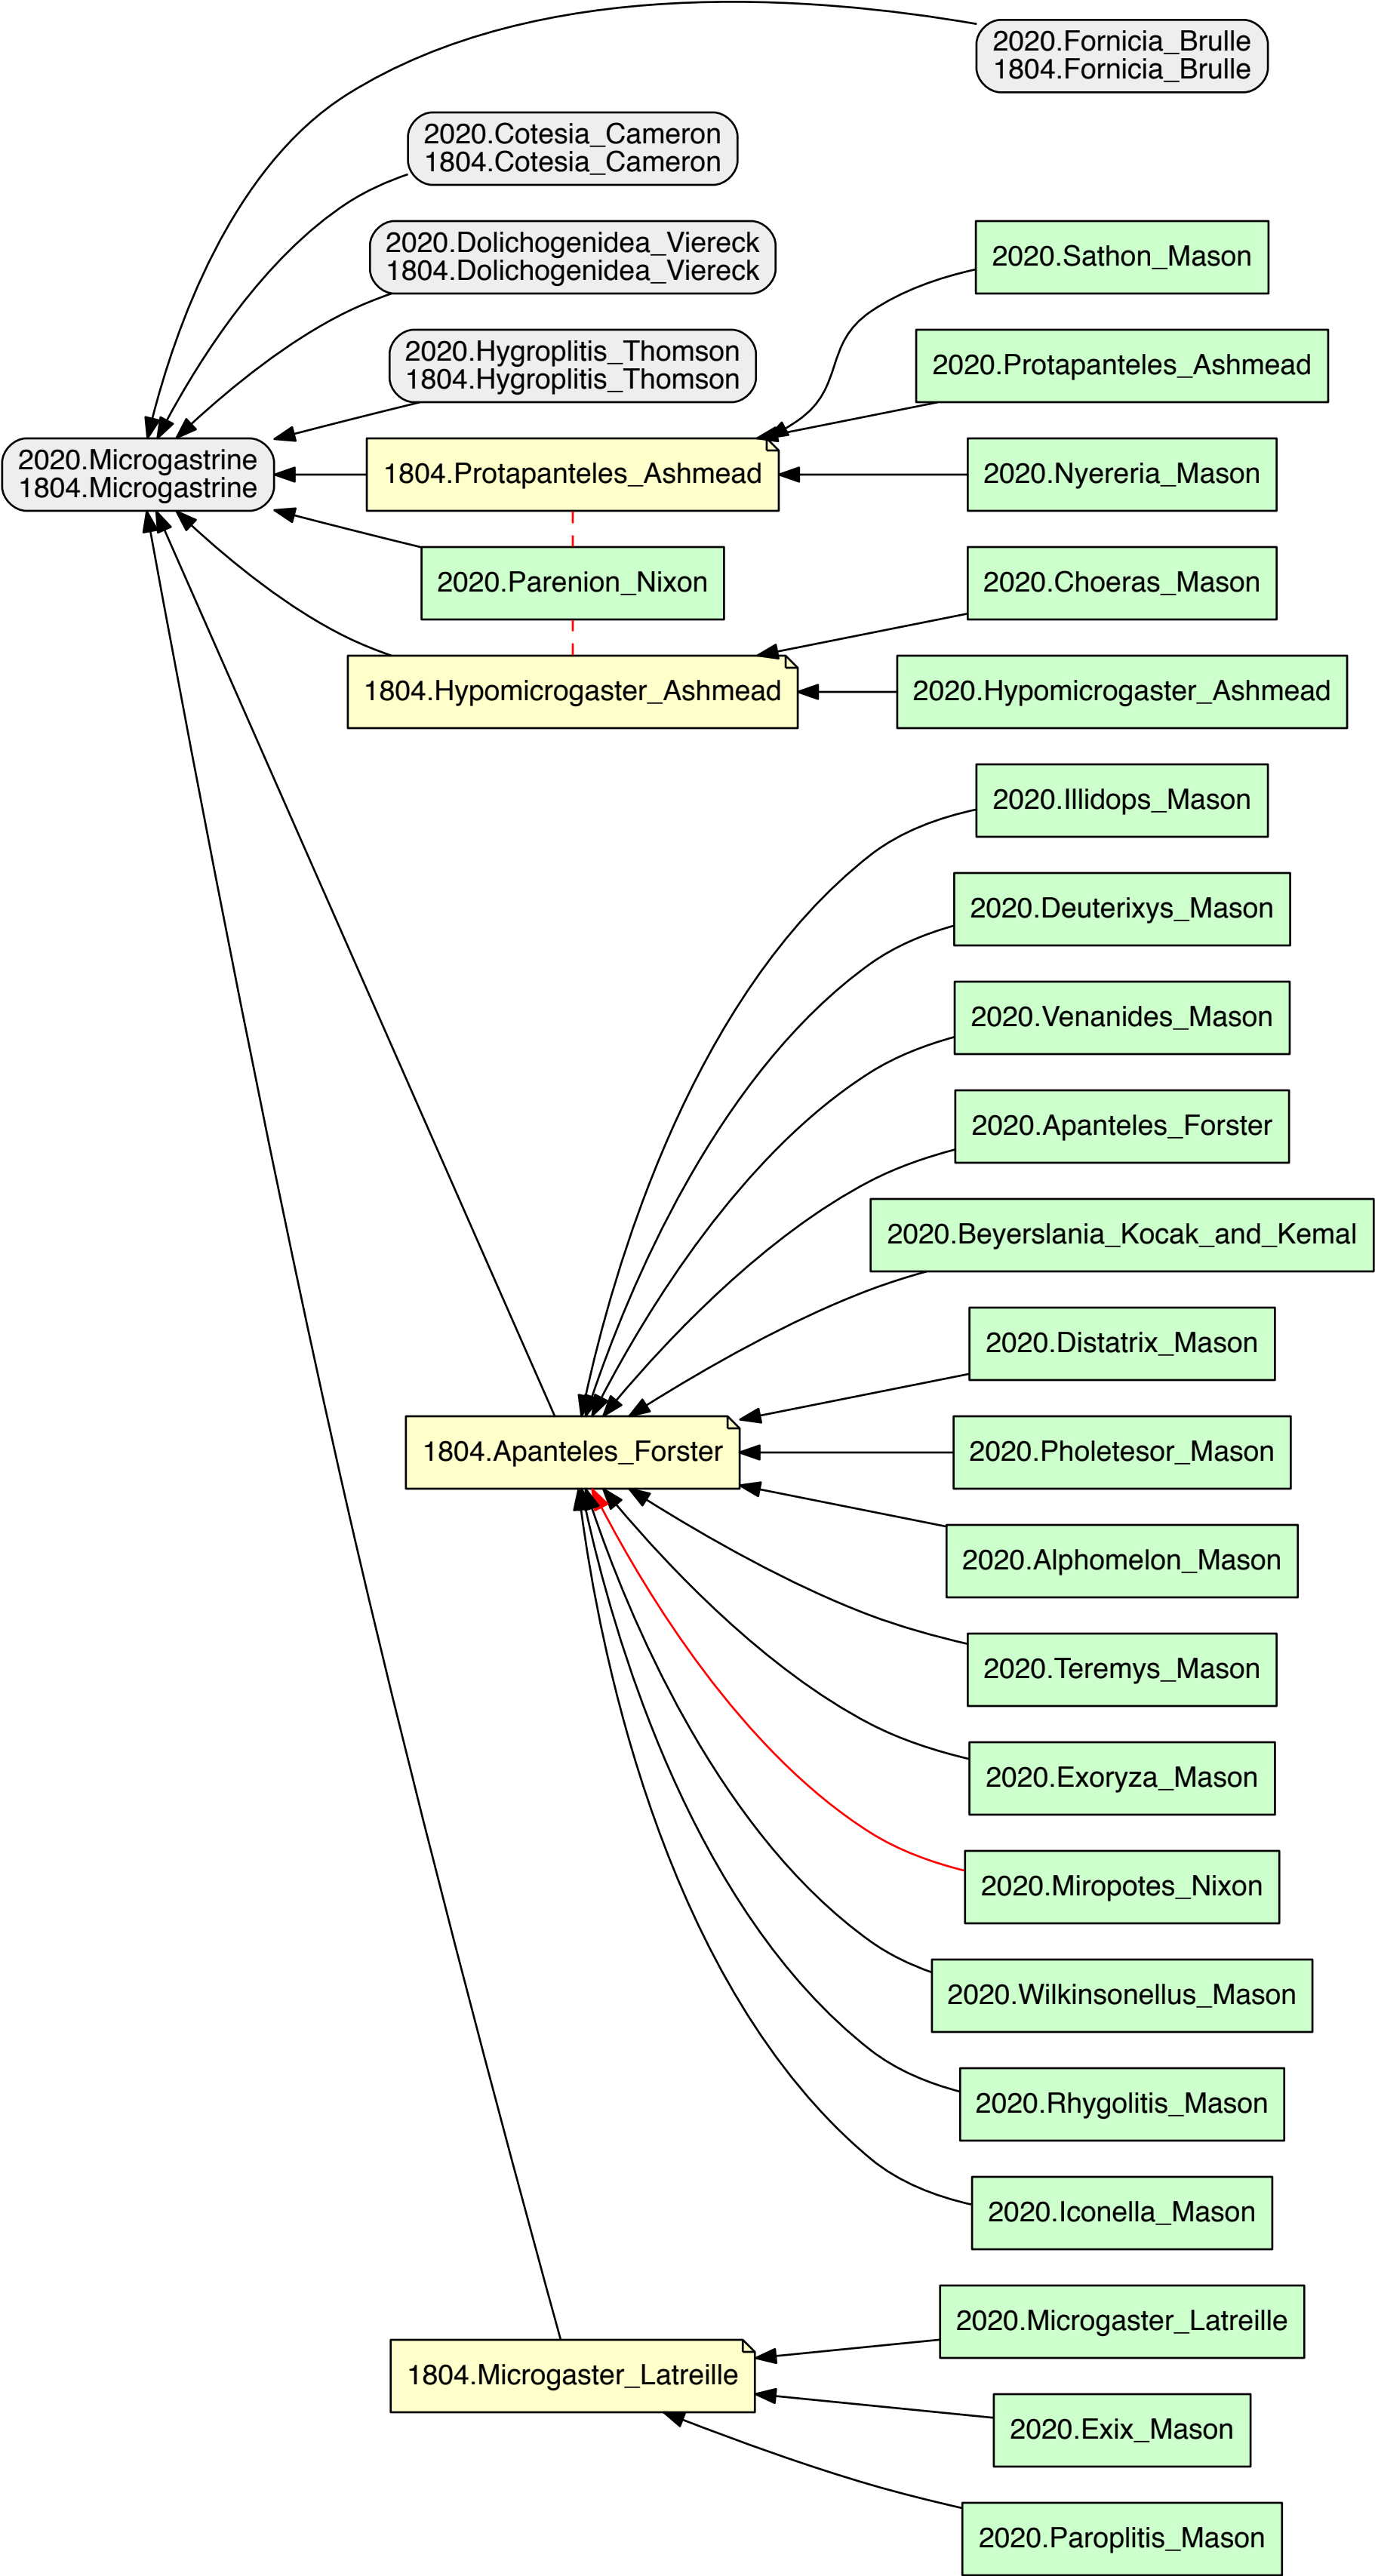 2020.Fornicia_Brulle
1804.Fornicia_Brulle
2020.Cotesia_Cameron
1804.Cotesia_Cameron
2020.Dolichogenidea_Viereck
1804.Dolichogenidea_Viereck
2020.Sathon_Mason
2020.Hygroplitis_Thomson
1804.Hygroplitis_Thomson
2020.Protapanteles_Ashmead
2020.Microgastrine
1804.Microgastrine
1804.Protapanteles_Ashmead
2020.Nyereria_Mason
2020.Parenion_Nixon
2020.Choeras_Mason
1804.Hypomicrogaster_Ashmead
2020.Hypomicrogaster_Ashmead
2020.Illidops_Mason
2020.Deuterixys_Mason
2020.Venanides_Mason
2020.Apanteles_Forster
2020.Beyerslania_Kocak_and_Kemal
2020.Distatrix_Mason
1804.Apanteles_Forster
2020.Pholetesor_Mason
2020.Alphomelon_Mason
2020.Teremys_Mason
2020.Exoryza_Mason
2020.Miropotes_Nixon
2020.Wilkinsonellus_Mason
2020.Rhygolitis_Mason
2020.Iconella_Mason
2020.Microgaster_Latreille
1804.Microgaster_Latreille
2020.Exix_Mason
2020.Paroplitis_Mason